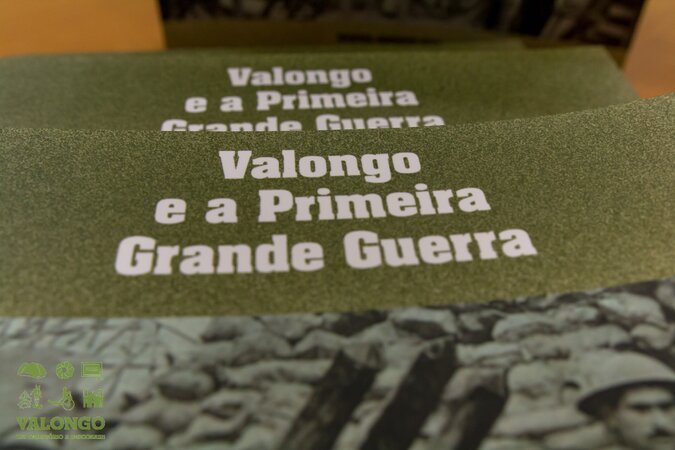 Valongo
e a Primeira
Grande Guerra
Valongo
e a Primeira
Grande Guerra
VALONGO